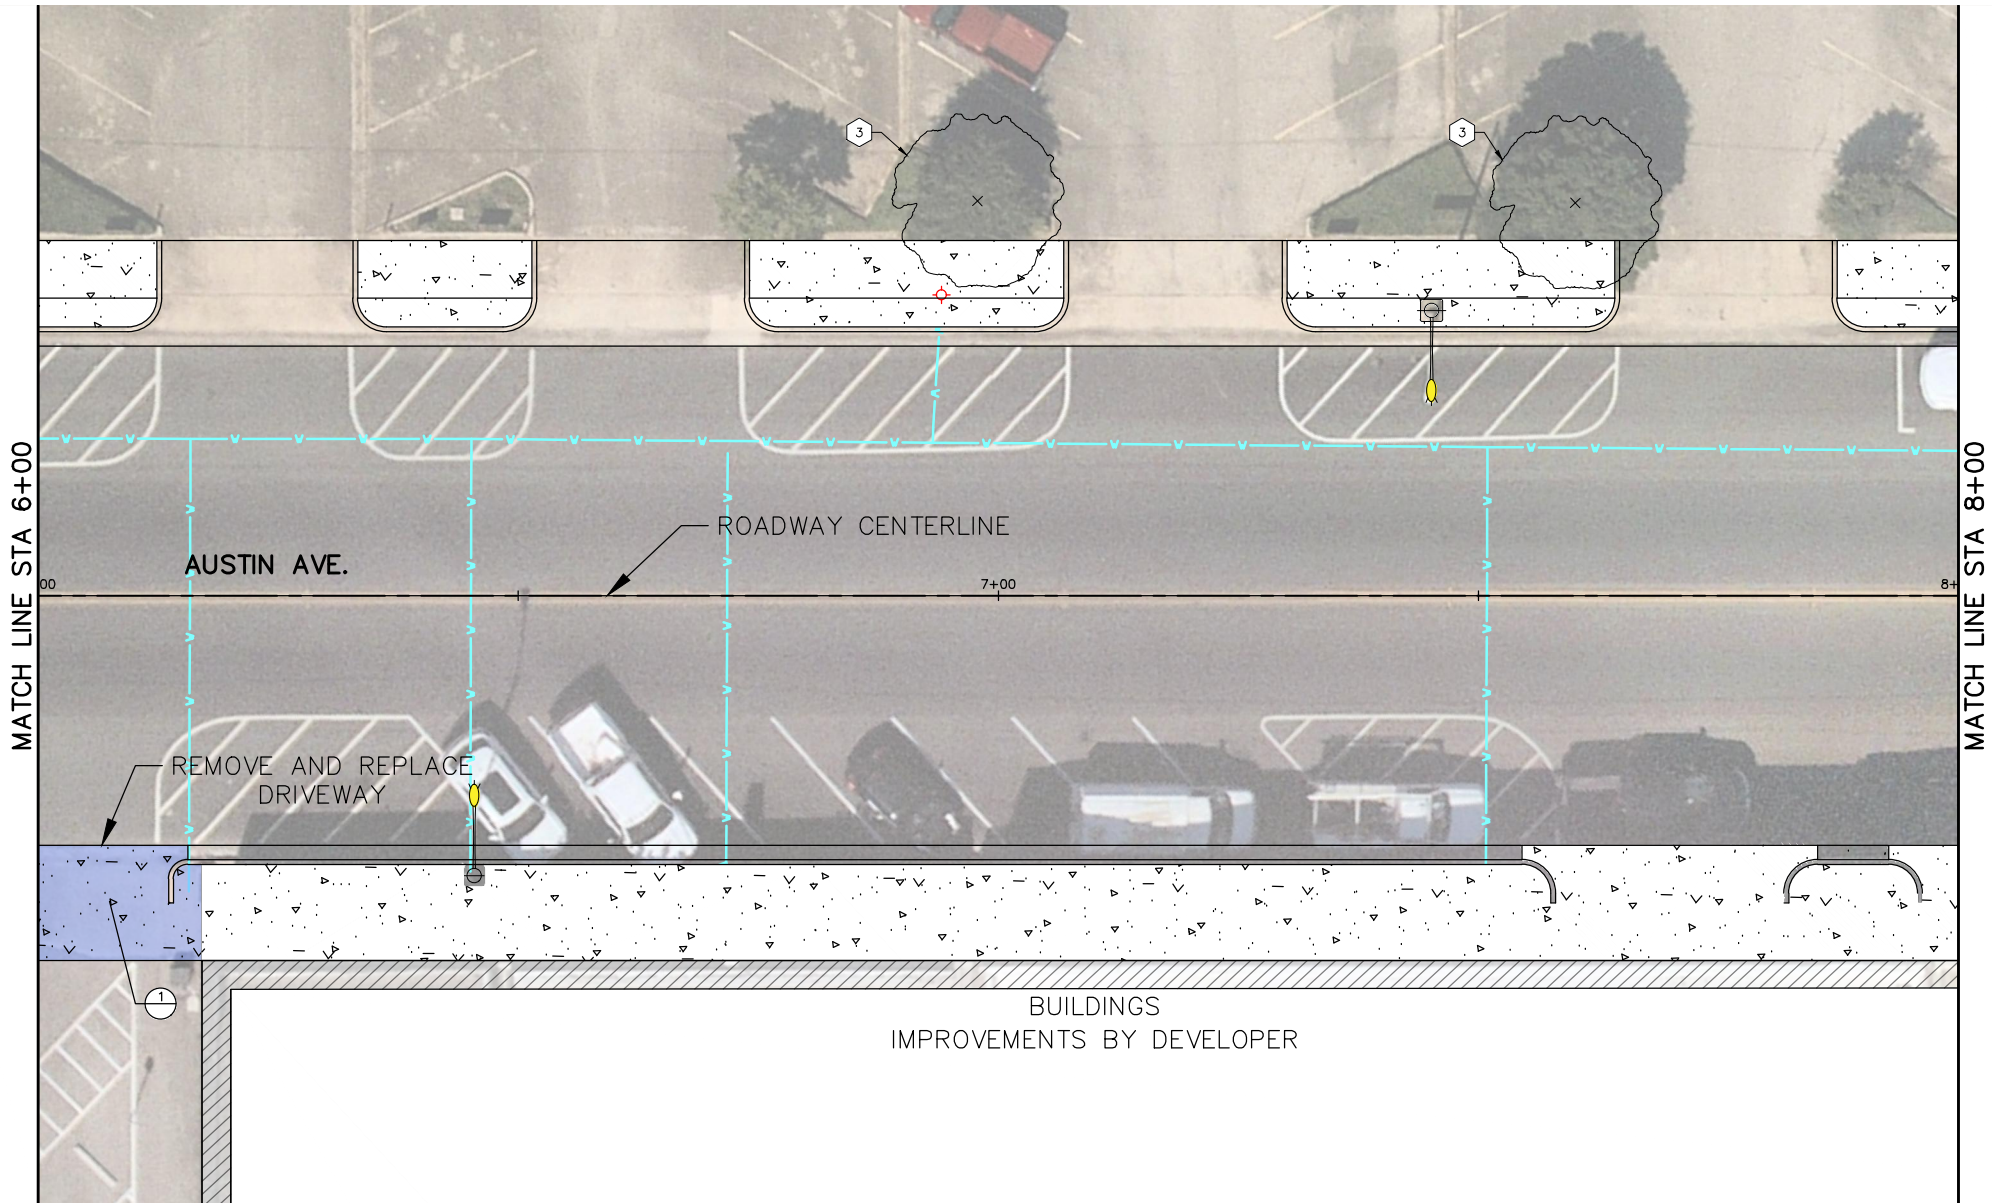 3
3
MATCH LINE STA 6+00
MATCH LINE STA 8+00
ROADWAY CENTERLINE
AUSTIN AVE.
00
7+00
8+
REMOVE AND REPLACE
DRIVEWAY
1
BUILDINGS
IMPROVEMENTS BY DEVELOPER